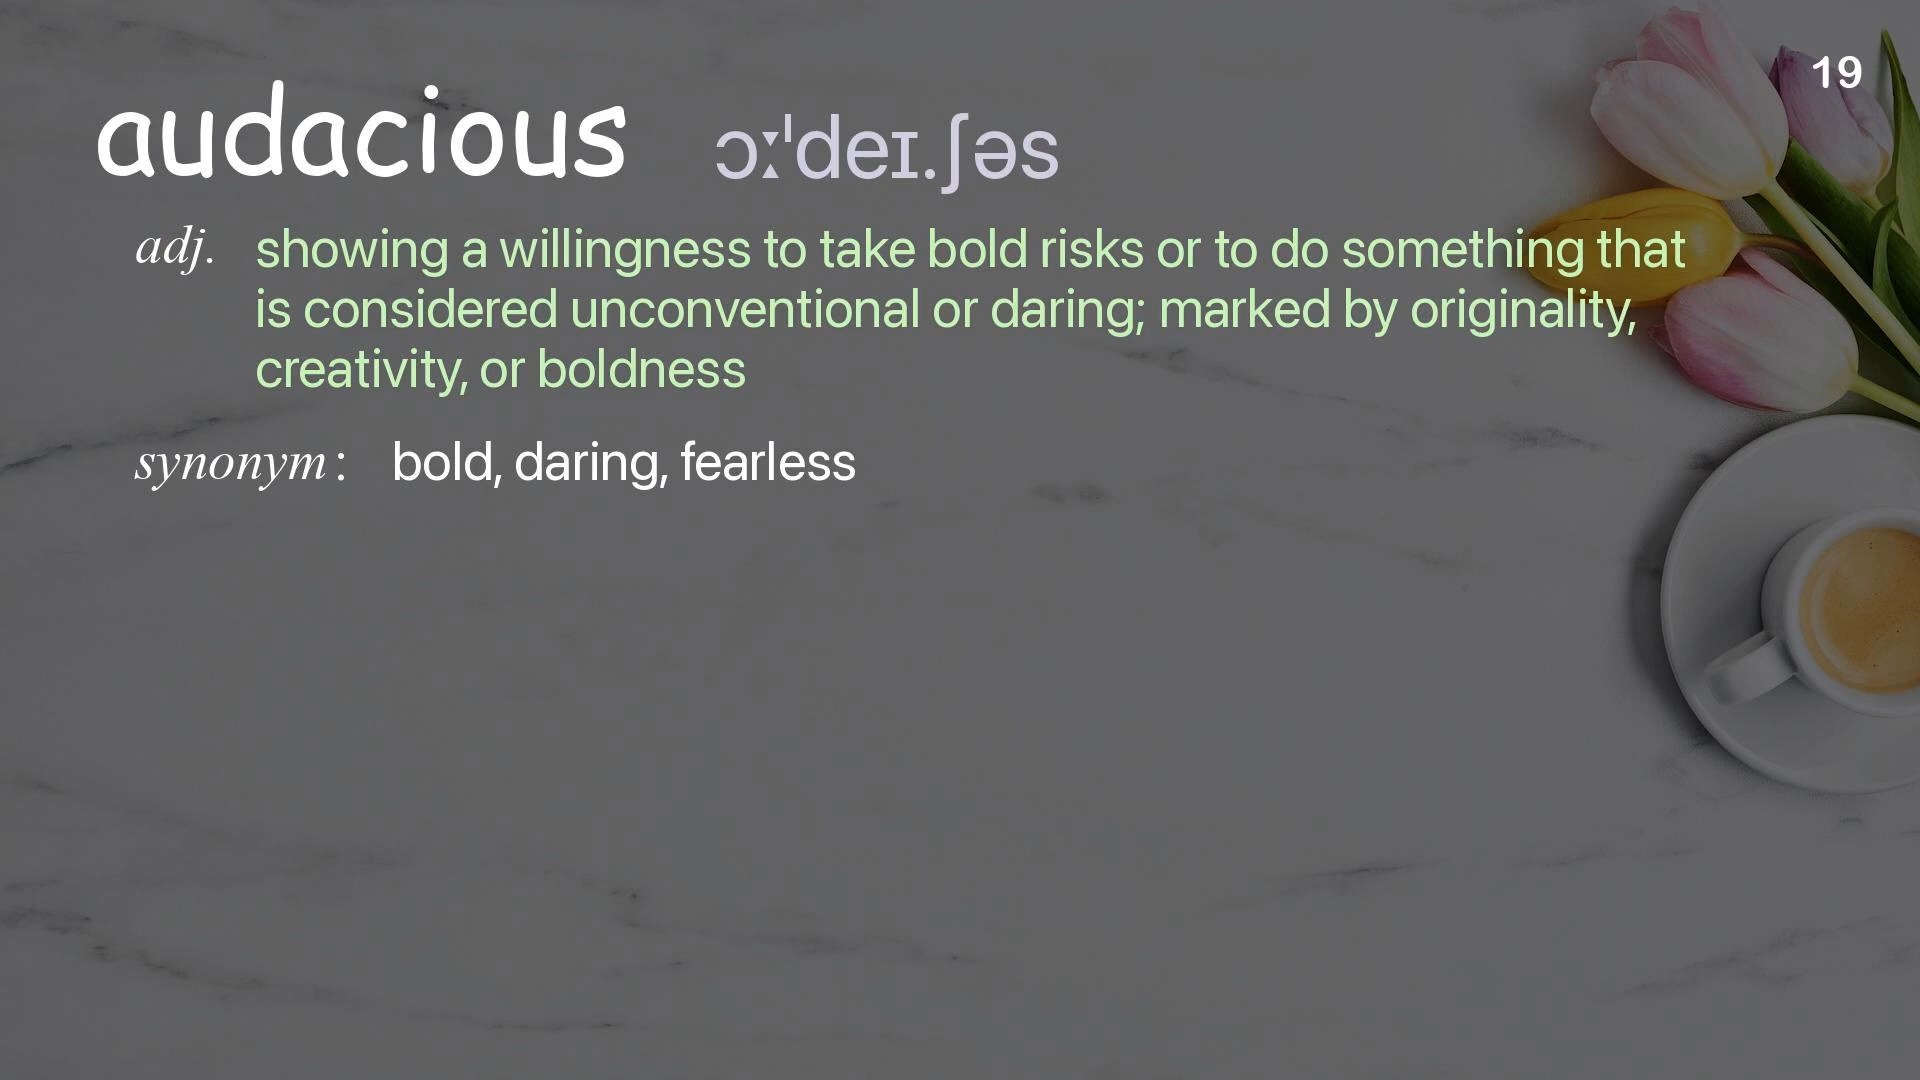 19
audacious ɔːˈdeɪ.ʃəs
adj. showing a willingness to take bold risks or to do something that
is considered unconventional or daring; marked by originality,
creativity, or boldness
synonym: bold, daring, fearless